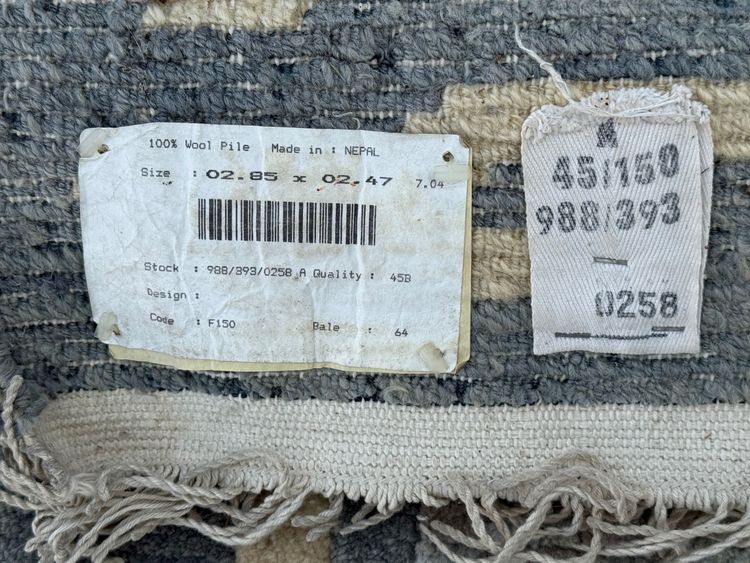 100% Wool Pile Made in : NEPAL
Size : 02.85 x 02.47 7.04
Stock : 988/393/0258 A Quality : 45B
Design :
Code : F150 Bale : 64
45/150
988/393
0258